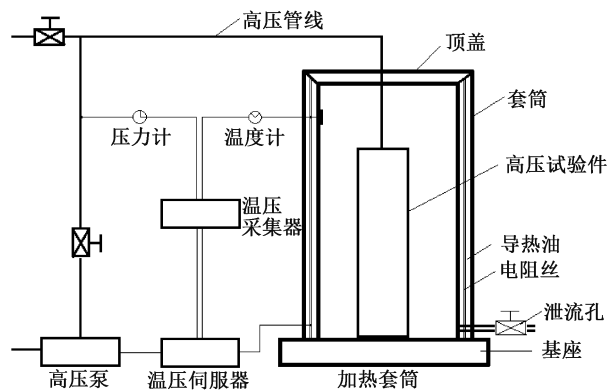 高压管线
顶盖
套筒
压力计
温度计
高压试验件
温压
采集器
导热油
电阻丝
泄流孔
基座
高压泵
温压伺服器
加热套筒